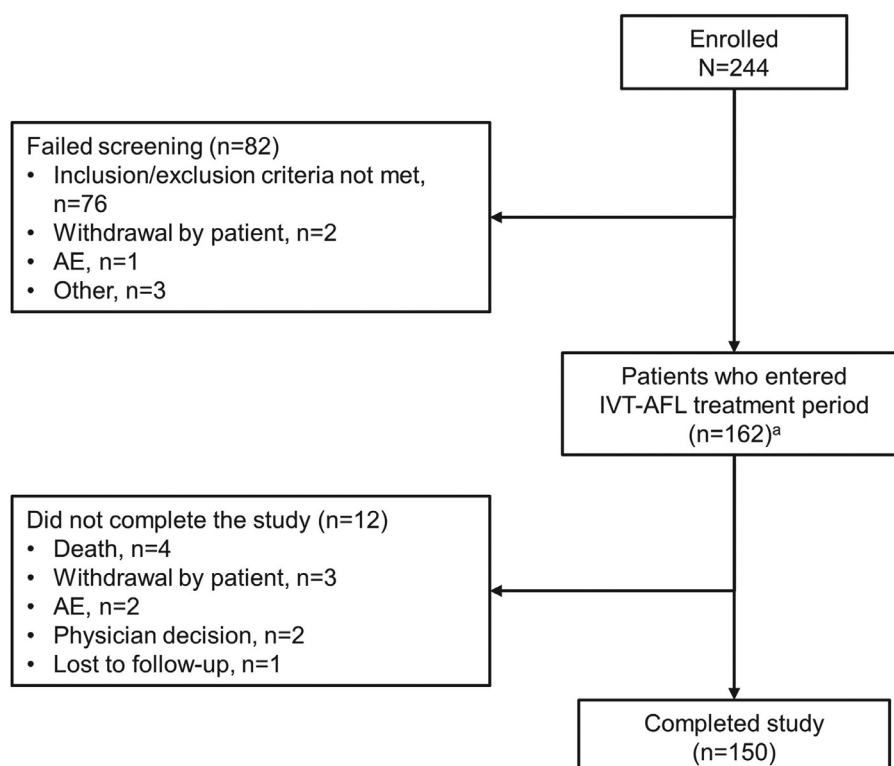 Enrolled
N=244
Failed screening (n=82)
• Inclusion/exclusion criteria not met,
n=76
• Withdrawal by patient, n=2
• AE, n=1
• Other, n=3
Patients who entered
IVT-AFL treatment period
(n=162)ᵃ
Did not complete the study (n=12)
• Death, n=4
• Withdrawal by patient, n=3
• AE, n=2
• Physician decision, n=2
• Lost to follow-up, n=1
Completed study
(n=150)